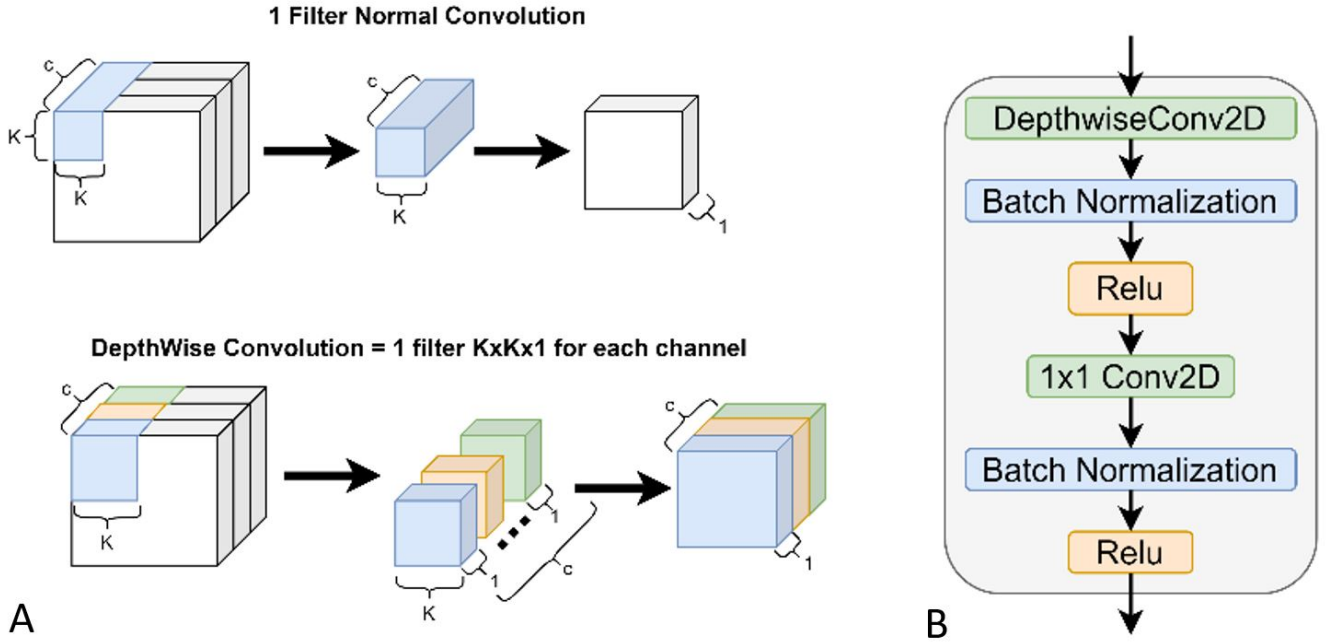 1 Filter Normal Convolution
c
K
K
c
K
1
DepthWise Convolution = 1 filter KxKx1 for each channel
c
K
K
1
1
c
c
1
A
DepthwiseConv2D
Batch Normalization
Relu
1x1 Conv2D
Batch Normalization
Relu
B